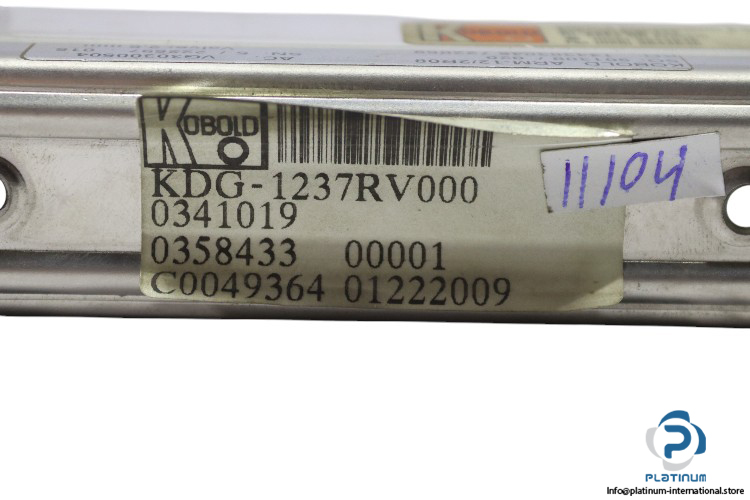 KOBOLD
KDG-1237RV000
0341019
0358433 00001
C0049364 01222009
11104
PLATINUM
Info@platinum-international.store